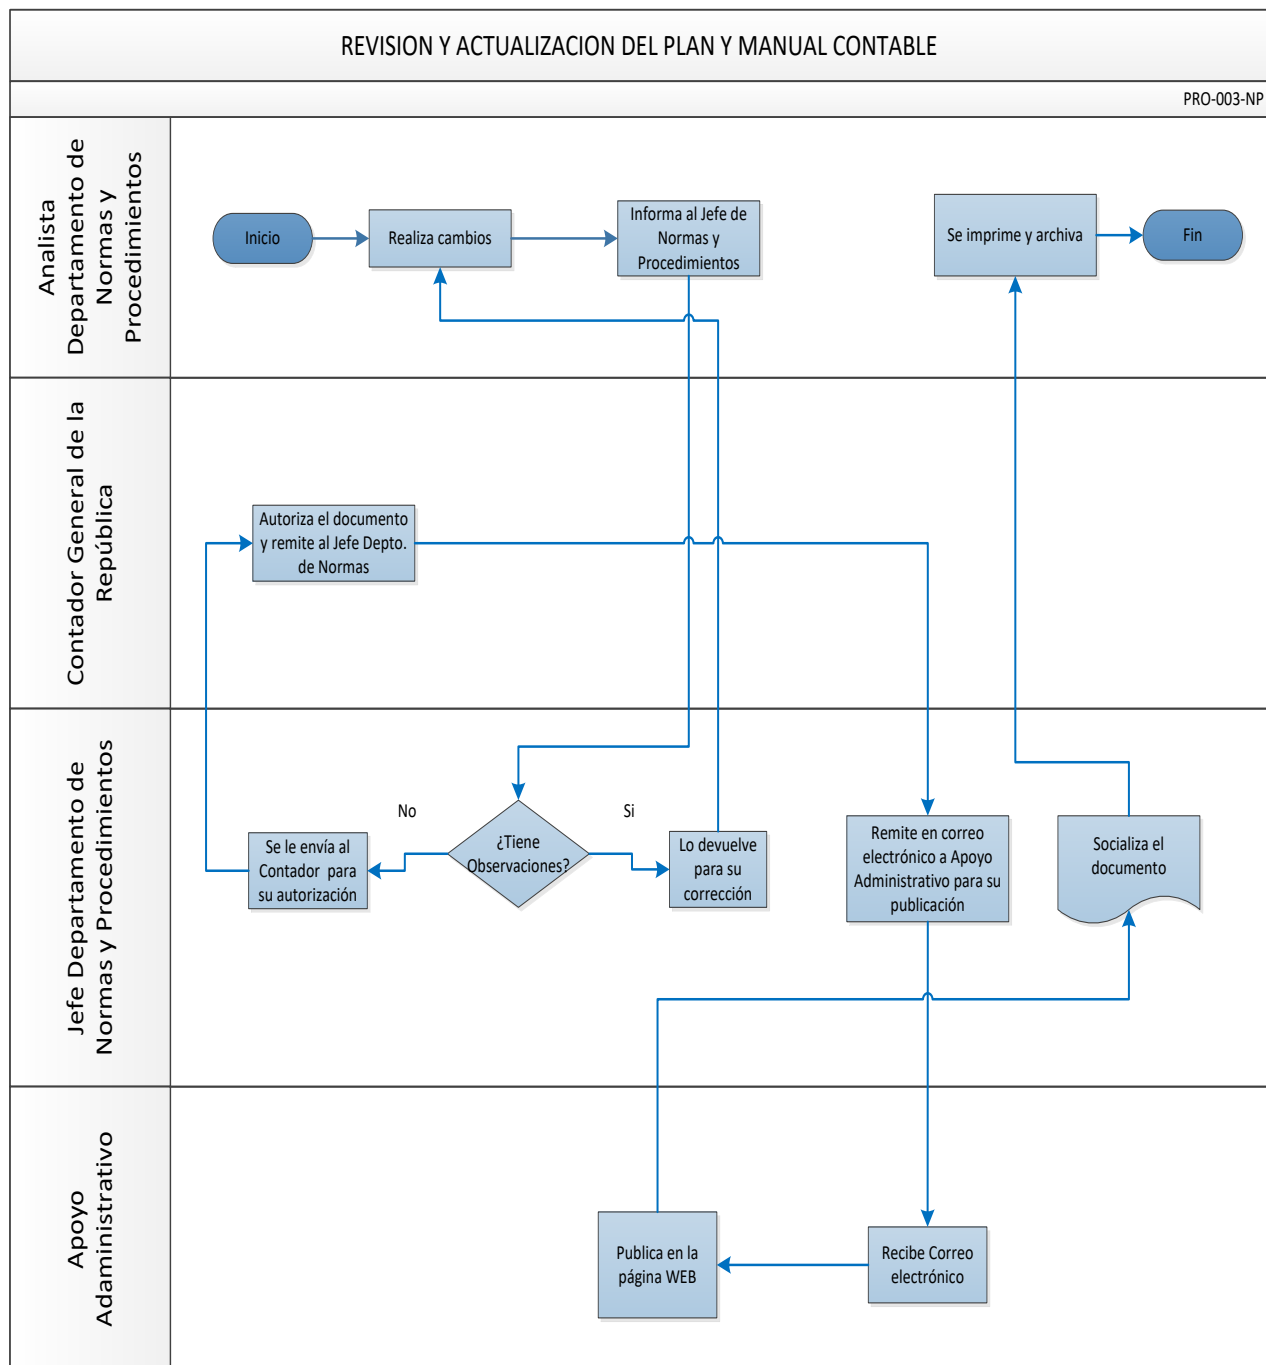 REVISION Y ACTUALIZACION DEL PLAN Y MANUAL CONTABLE
PRO-003-NP
Analista
Departamento de
Normas y
Procedimientos
Inicio
Realiza cambios
Informa al Jefe de
Normas y
Procedimientos
Se imprime y archiva
Fin
Contador General de la
República
Autoriza el documento
y remite al Jefe Depto.
de Normas
Jefe Departamento de
Normas y Procedimientos
Se le envía al
Contador para
su autorización
No
¿Tiene
Observaciones?
Si
Lo devuelve
para su
corrección
Remite en correo
electrónico a Apoyo
Administrativo para su
publicación
Socializa el
documento
Apoyo
Adaministrativo
Publica en la
página WEB
Recibe Correo
electrónico